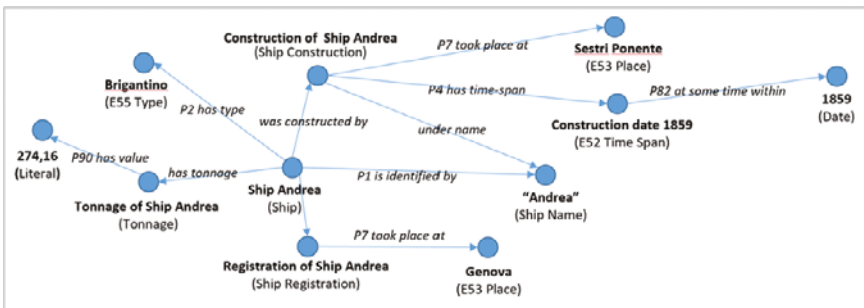 Construction of Ship Andrea
(Ship Construction)
P7 took place at
Sestri Ponente
(E53 Place)
Brigantino
(E55 Type)
P2 has type
P4 has time-span
P82 at some time within
1859
(Date)
was constructed by
under name
Construction date 1859
(E52 Time Span)
274,16
(Literal)
P90 has value
has tonnage
Ship Andrea
(Ship)
P1 is identified by
"Andrea"
(Ship Name)
Tonnage of Ship Andrea
(Tonnage)
P7 took place at
Registration of Ship Andrea
(Ship Registration)
Genova
(E53 Place)